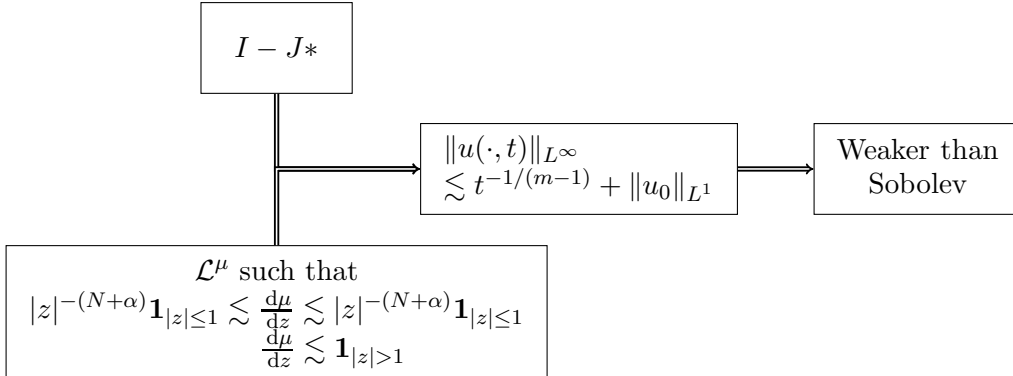 I − J∗
‖u(·, t)‖_{L^∞}
≲ t^{−1/(m−1)} + ‖u_0‖_{L^1}
Weaker than
Sobolev
𝓛^μ such that
|z|^{−(N+α)} 𝟏_{|z|≤1} ≲ dμ/dz ≲ |z|^{−(N+α)} 𝟏_{|z|≤1}
dμ/dz ≲ 𝟏_{|z|>1}